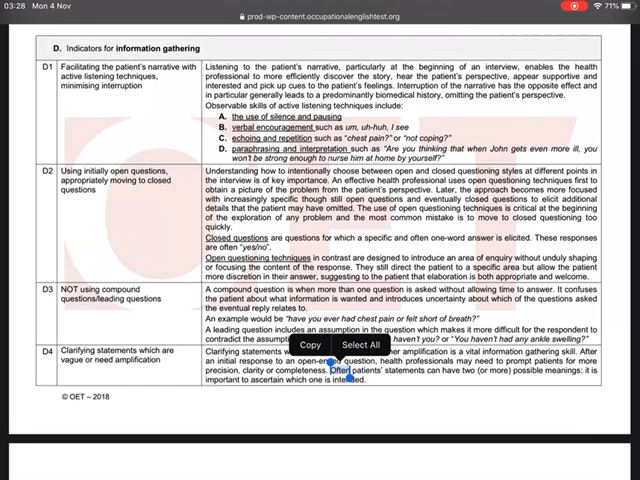 03:28 Mon 4 Nov
71%
prod-wp-content.occupationalenglishtest.org
D. Indicators for information gathering
D1 Facilitating the patient's narrative with active listening techniques, minimising interruption
Listening to the patient's narrative, particularly at the beginning of an interview, enables the health
professional to more efficiently discover the story, hear the patient's perspective, appear supportive and
interested and pick up cues to the patient's feelings. Interruption of the narrative has the opposite effect and
in particular generally leads to a predominantly biomedical history, omitting the patient's perspective.
Observable skills of active listening techniques include:
A. the use of silence and pausing
B. verbal encouragement such as um, uh-huh, I see
C. echoing and repetition such as "chest pain?" or "not coping?"
D. paraphrasing and interpretation such as "Are you thinking that when John gets even more ill, you
won't be strong enough to nurse him at home by yourself?"
D2 Using initially open questions, appropriately moving to closed questions
Understanding how to intentionally choose between open and closed questioning styles at different points in
the interview is of key importance. An effective health professional uses open questioning techniques first to
obtain a picture of the problem from the patient's perspective. Later, the approach becomes more focused
with increasingly specific though still open questions and eventually closed questions to elicit additional
details that the patient may have omitted. The use of open questioning techniques is critical at the beginning
of the exploration of any problem and the most common mistake is to move to closed questioning too
quickly.
Closed questions are questions for which a specific and often one-word answer is elicited. These responses
are often "yes/no".
Open questioning techniques in contrast are designed to introduce an area of enquiry without unduly shaping
or focusing the content of the response. They still direct the patient to a specific area but allow the patient
more discretion in their answer, suggesting to the patient that elaboration is both appropriate and welcome.
D3 NOT using compound questions/leading questions
A compound question is when more than one question is asked without allowing time to answer. It confuses
the patient about what information is wanted and introduces uncertainty about which of the questions asked
the eventual reply relates to.
An example would be "have you ever had chest pain or felt short of breath?"
A leading question includes an assumption in the question which makes it more difficult for the respondent to
contradict the assumpti haven't you? or "You haven't had any ankle swelling?"
Copy Select All
D4 Clarifying statements which are vague or need amplification
Clarifying statements w er amplification is a vital information gathering skill. After
an initial response to an open-ended question, health professionals may need to prompt patients for more
precision, clarity or completeness. Often patients' statements can have two (or more) possible meanings: it is
important to ascertain which one is intended.
© OET – 2018